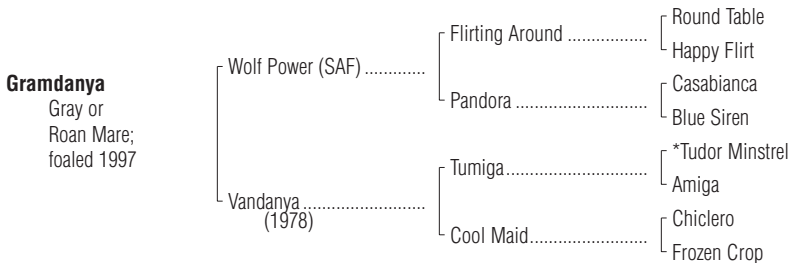 Gramdanya
Gray or
Roan Mare;
foaled 1997
Wolf Power (SAF) .............
Vandanya ..........................
(1978)
Flirting Around .................
Pandora ............................
Tumiga..............................
Cool Maid.........................
Round Table
Happy Flirt
Casabianca
Blue Siren
*Tudor Minstrel
Amiga
Chiclero
Frozen Crop